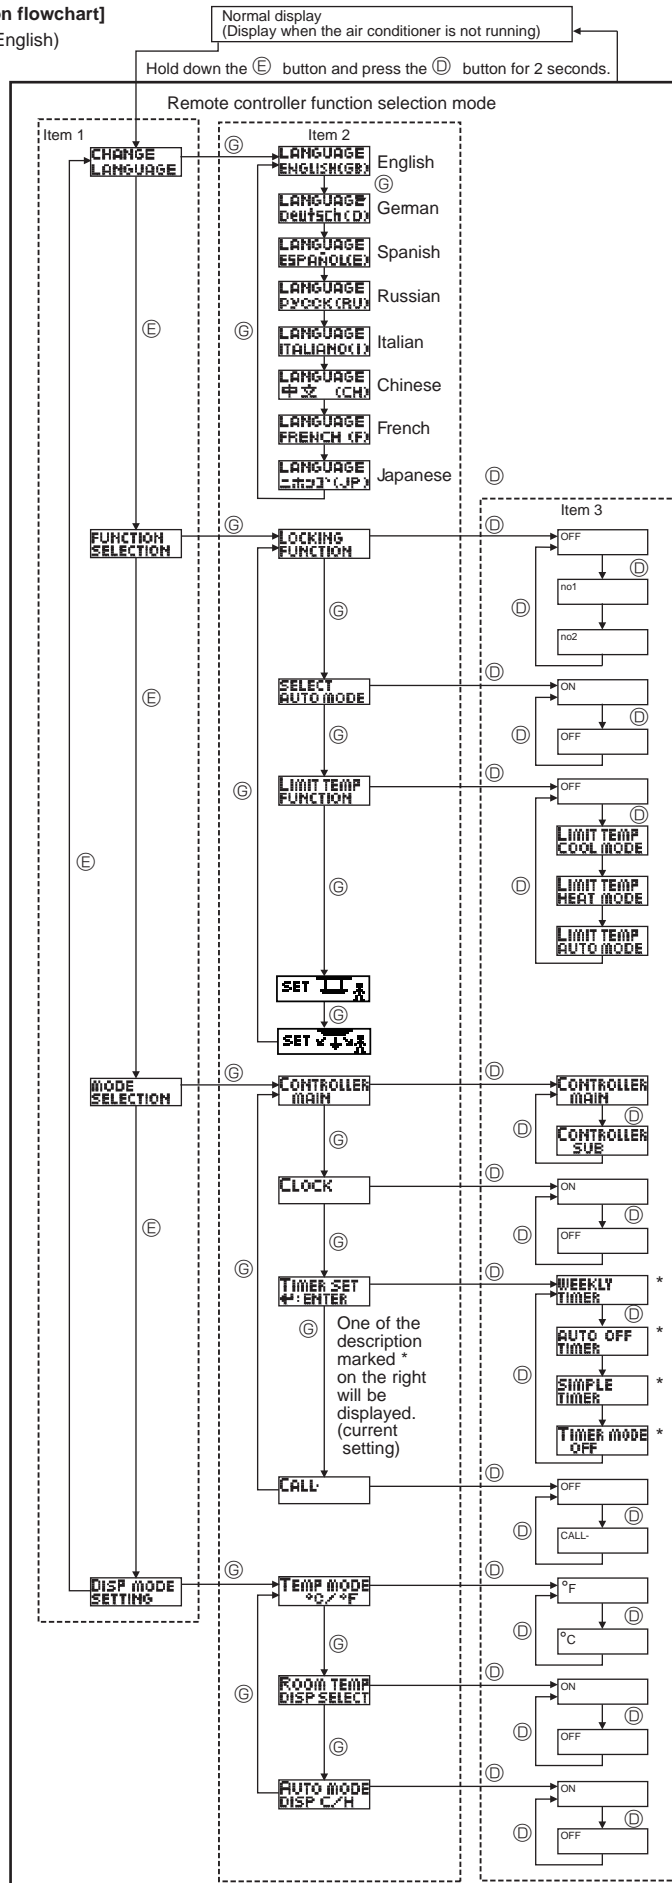 on flowchart]
English)
Normal display
(Display when the air conditioner is not running)
Hold down the Ⓔ button and press the Ⓓ button for 2 seconds.
Remote controller function selection mode
Item 1
Item 2
CHANGE
LANGUAGE
Ⓖ
LANGUAGE
ENGLISH(GB)
English
Ⓖ
LANGUAGE
Deutsch(D)
German
LANGUAGE
ESPAÑOL(E)
Spanish
LANGUAGE
РУССК(RU)
Russian
Ⓔ
Ⓖ
LANGUAGE
ITALIANO(I)
Italian
LANGUAGE
中文 (CH)
Chinese
LANGUAGE
FRENCH (F)
French
LANGUAGE
ニホンゴ(JP)
Japanese
Ⓓ
Item 3
FUNCTION
SELECTION
Ⓖ
LOCKING
FUNCTION
Ⓓ
OFF
Ⓓ
no1
Ⓓ
no2
Ⓖ
SELECT
AUTO MODE
Ⓓ
ON
Ⓓ
Ⓓ
OFF
Ⓔ
Ⓖ
Ⓖ
LIMIT TEMP
FUNCTION
Ⓓ
OFF
Ⓓ
LIMIT TEMP
COOL MODE
Ⓔ
Ⓓ
LIMIT TEMP
HEAT MODE
Ⓖ
LIMIT TEMP
AUTO MODE
SET
Ⓖ
SET
MODE
SELECTION
Ⓖ
CONTROLLER
MAIN
Ⓓ
CONTROLLER
MAIN
Ⓓ
Ⓓ
CONTROLLER
SUB
Ⓖ
CLOCK
Ⓓ
ON
Ⓓ
Ⓓ
OFF
Ⓔ
Ⓖ
Ⓖ
TIMER SET
↵:ENTER
Ⓓ
WEEKLY
TIMER
*
Ⓓ
Ⓖ
One of the
description
marked *
on the right
will be
displayed.
(current
setting)
AUTO OFF
TIMER
*
Ⓓ
SIMPLE
TIMER
*
TIMER MODE
OFF
*
CALL-
Ⓓ
OFF
Ⓓ
Ⓓ
CALL-
DISP MODE
SETTING
Ⓖ
TEMP MODE
°C/°F
Ⓓ
°F
Ⓓ
Ⓓ
°C
Ⓖ
Ⓖ
ROOM TEMP
DISP SELECT
Ⓓ
ON
Ⓓ
Ⓓ
OFF
Ⓖ
AUTO MODE
DISP C/H
Ⓓ
ON
Ⓓ
Ⓓ
OFF